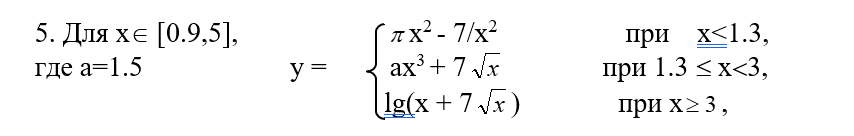 5. Для x∈ [0.9,5], π x² - 7/x² при x<1.3,
где a=1.5 y = ax³ + 7 √x при 1.3 ≤ x<3,
lg(x + 7 √x ) при x≥ 3 ,